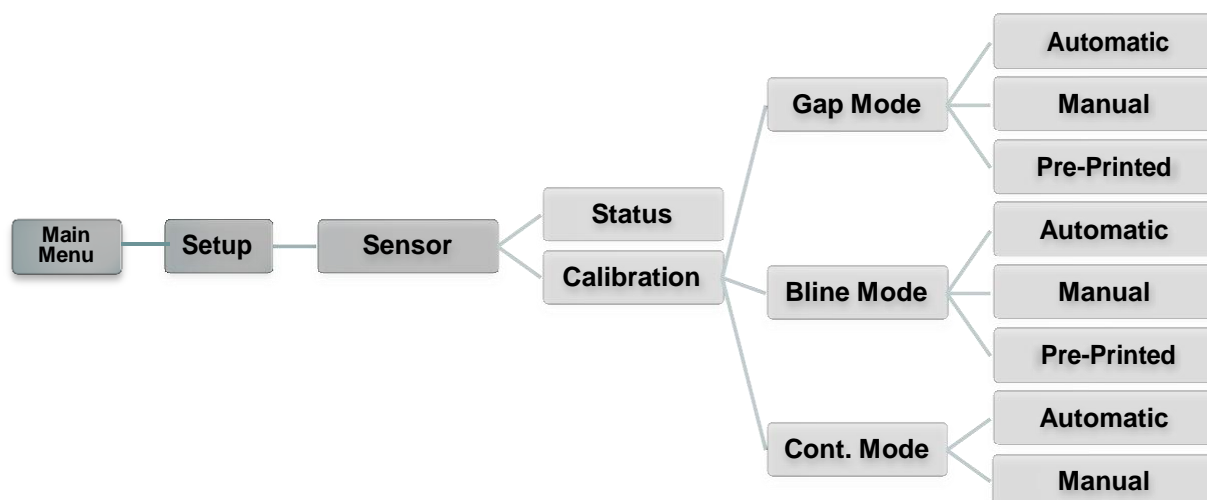 Main
Menu
Setup
Sensor
Status
Calibration
Gap Mode
Automatic
Manual
Pre-Printed
Bline Mode
Automatic
Manual
Pre-Printed
Cont. Mode
Automatic
Manual